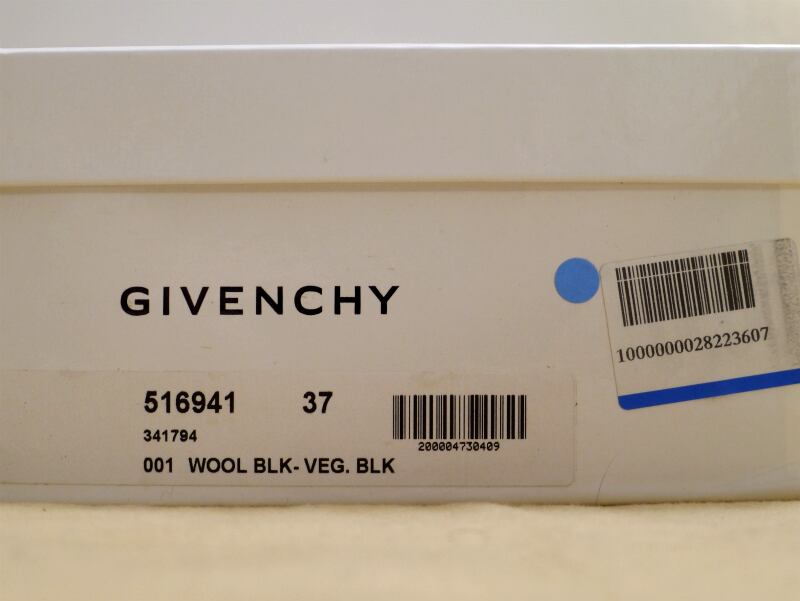 GIVENCHY
1000000028223607
516941 37
341794
200004730409
001 WOOL BLK- VEG. BLK